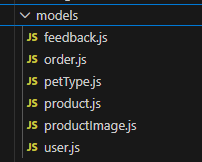 models
JS feedback.js
JS order.js
JS petType.js
JS product.js
JS productImage.js
JS user.js